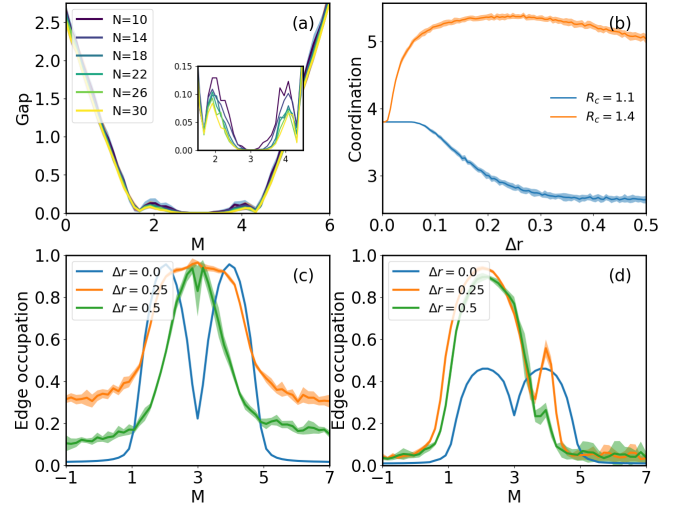 (a)
N=10
N=14
N=18
N=22
N=26
N=30
Gap
2.5
2.0
1.5
1.0
0.5
0.0
0 2 4 6
M
0.15
0.10
0.05
0.0
2 3 4
(b)
Coordination
5
4
3
R_c = 1.1
R_c = 1.4
0.0 0.1 0.2 0.3 0.4 0.5
Δr
(c)
Δr = 0.0
Δr = 0.25
Δr = 0.5
Edge occupation
1.0
0.8
0.6
0.4
0.2
0.0
−1 1 3 5 7
M
(d)
Δr = 0.0
Δr = 0.25
Δr = 0.5
Edge occupation
1.0
0.8
0.6
0.4
0.2
0.0
−1 1 3 5 7
M